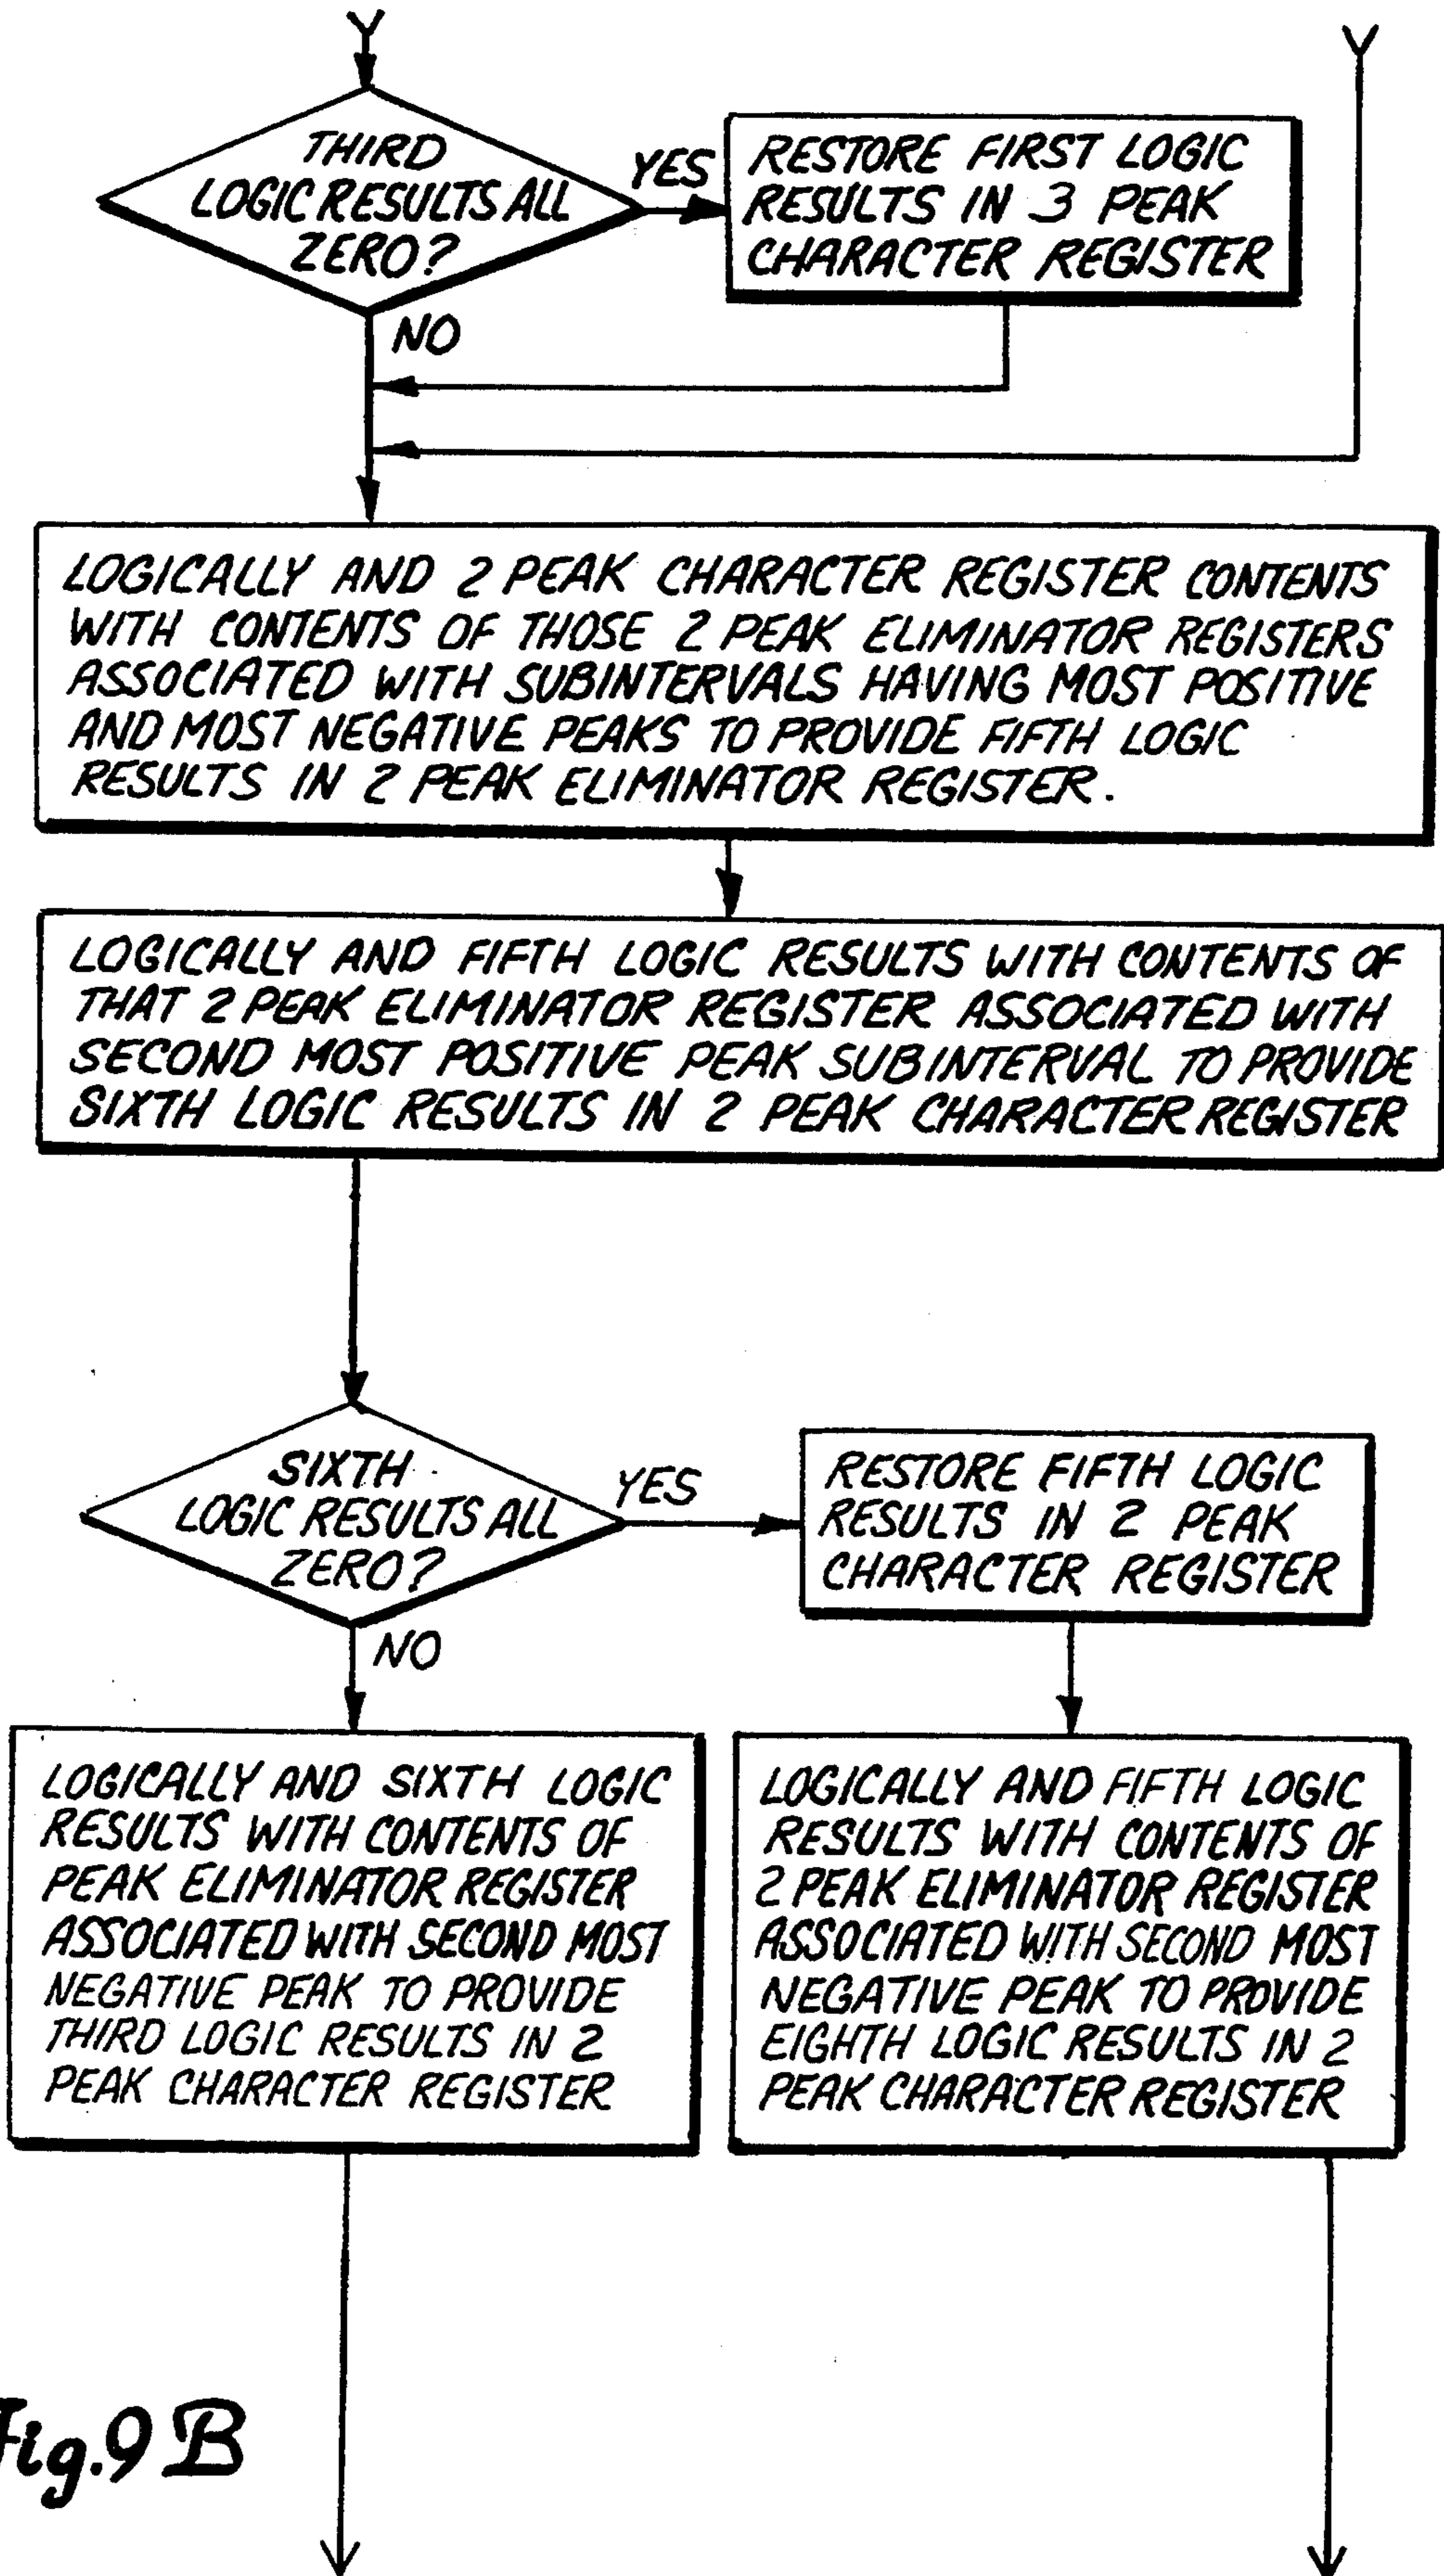 THIRD
LOGIC RESULTS ALL
ZERO?
YES
RESTORE FIRST LOGIC
RESULTS IN 3 PEAK
CHARACTER REGISTER
NO
LOGICALLY AND 2 PEAK CHARACTER REGISTER CONTENTS
WITH CONTENTS OF THOSE 2 PEAK ELIMINATOR REGISTERS
ASSOCIATED WITH SUBINTERVALS HAVING MOST POSITIVE
AND MOST NEGATIVE PEAKS TO PROVIDE FIFTH LOGIC
RESULTS IN 2 PEAK ELIMINATOR REGISTER.
LOGICALLY AND FIFTH LOGIC RESULTS WITH CONTENTS OF
THAT 2 PEAK ELIMINATOR REGISTER ASSOCIATED WITH
SECOND MOST POSITIVE PEAK SUBINTERVAL TO PROVIDE
SIXTH LOGIC RESULTS IN 2 PEAK CHARACTER REGISTER
SIXTH
LOGIC RESULTS ALL
ZERO?
YES
RESTORE FIFTH LOGIC
RESULTS IN 2 PEAK
CHARACTER REGISTER
NO
LOGICALLY AND SIXTH LOGIC
RESULTS WITH CONTENTS OF
PEAK ELIMINATOR REGISTER
ASSOCIATED WITH SECOND MOST
NEGATIVE PEAK TO PROVIDE
THIRD LOGIC RESULTS IN 2
PEAK CHARACTER REGISTER
LOGICALLY AND FIFTH LOGIC
RESULTS WITH CONTENTS OF
2 PEAK ELIMINATOR REGISTER
ASSOCIATED WITH SECOND MOST
NEGATIVE PEAK TO PROVIDE
EIGHTH LOGIC RESULTS IN 2
PEAK CHARACTER REGISTER
Fig.9B